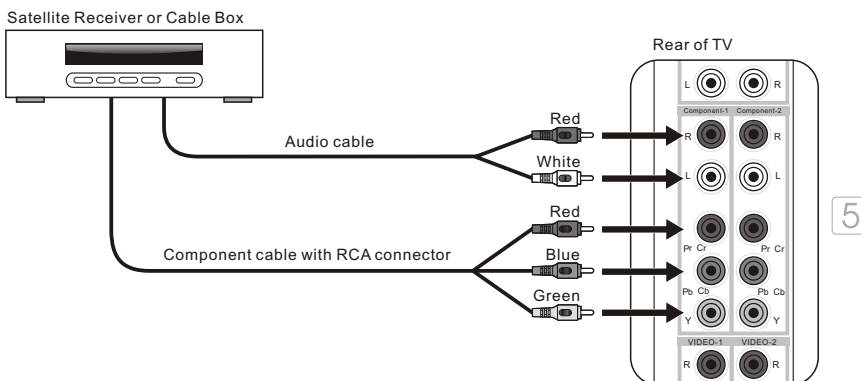 Satellite Receiver or Cable Box
Rear of TV
L R
Component-1 Component-2
Red
R R
Audio cable
White
L L
5
Red
Pr Cr Pr Cr
Component cable with RCA connector
Blue
Pb Cb Pb Cb
Green
Y Y
VIDEO-1 VIDEO-2
R R